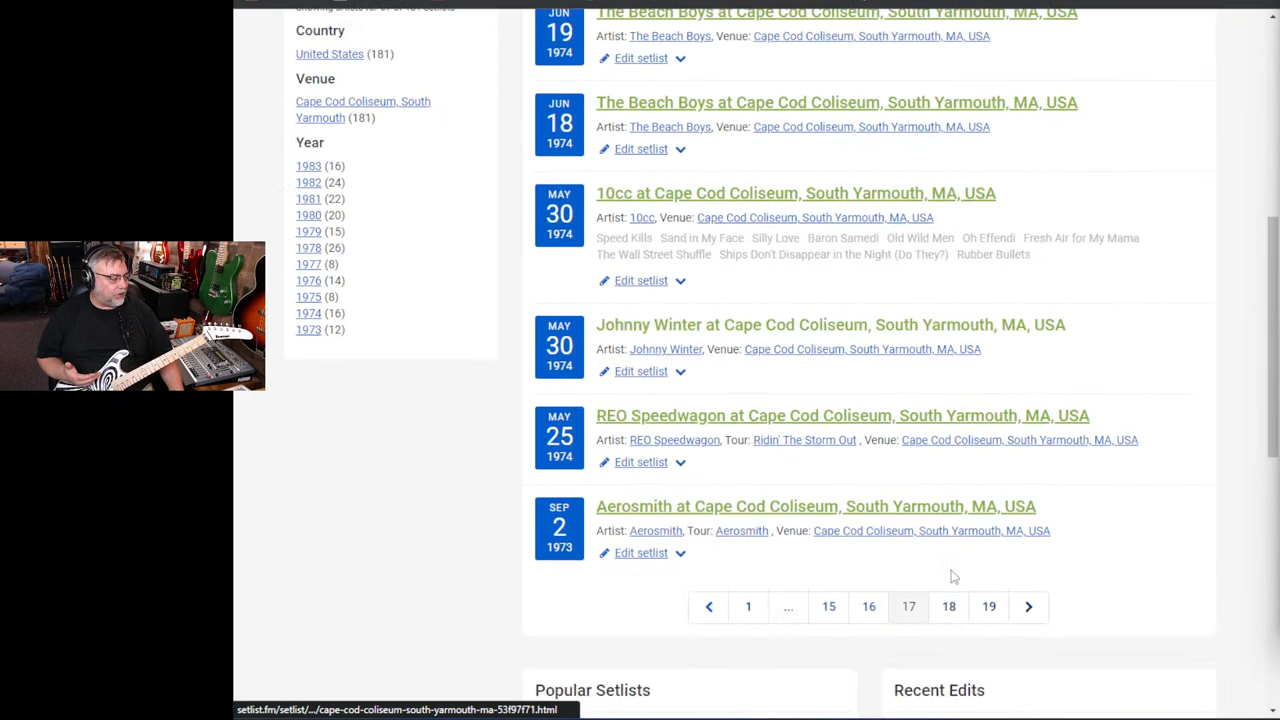 Country
United States (181)
Venue
Cape Cod Coliseum, South
Yarmouth (181)
Year
1983 (16)
1982 (24)
1981 (22)
1980 (20)
1979 (15)
1978 (26)
1977 (8)
1976 (14)
1975 (8)
1974 (16)
1973 (12)
JUN
19
1974
The Beach Boys at Cape Cod Coliseum, South Yarmouth, MA, USA
Artist: The Beach Boys, Venue: Cape Cod Coliseum, South Yarmouth, MA, USA
Edit setlist
JUN
18
1974
The Beach Boys at Cape Cod Coliseum, South Yarmouth, MA, USA
Artist: The Beach Boys, Venue: Cape Cod Coliseum, South Yarmouth, MA, USA
Edit setlist
MAY
30
1974
10cc at Cape Cod Coliseum, South Yarmouth, MA, USA
Artist: 10cc, Venue: Cape Cod Coliseum, South Yarmouth, MA, USA
Speed Kills Sand in My Face Silly Love Baron Samedi Old Wild Men Oh Effendi Fresh Air for My Mama
The Wall Street Shuffle Ships Don't Disappear in the Night (Do They?) Rubber Bullets
Edit setlist
MAY
30
1974
Johnny Winter at Cape Cod Coliseum, South Yarmouth, MA, USA
Artist: Johnny Winter, Venue: Cape Cod Coliseum, South Yarmouth, MA, USA
Edit setlist
MAY
25
1974
REO Speedwagon at Cape Cod Coliseum, South Yarmouth, MA, USA
Artist: REO Speedwagon, Tour: Ridin' The Storm Out , Venue: Cape Cod Coliseum, South Yarmouth, MA, USA
Edit setlist
SEP
2
1973
Aerosmith at Cape Cod Coliseum, South Yarmouth, MA, USA
Artist: Aerosmith, Tour: Aerosmith , Venue: Cape Cod Coliseum, South Yarmouth, MA, USA
Edit setlist
1 ... 15 16 17 18 19
Popular Setlists
Recent Edits
setlist.fm/setlist/.../cape-cod-coliseum-south-yarmouth-ma-53f97f71.html